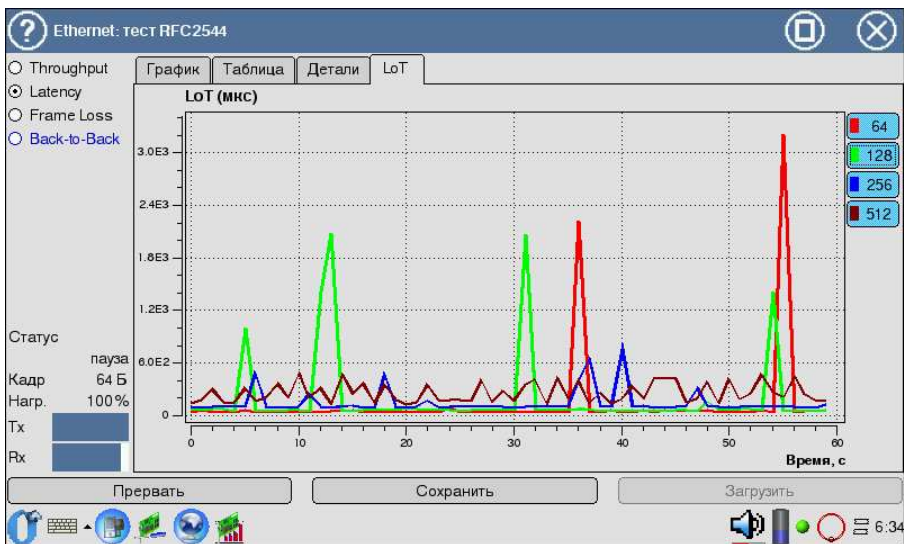 Ethernet: тест RFC2544
Throughput
Latency
Frame Loss
Back-to-Back
График Таблица Детали LoT
LoT (мкс)
3.0E3
2.4E3
1.8E3
1.2E3
6.0E2
0
0 10 20 30 40 50 60
Время, с
64
128
256
512
Статус
пауза
Кадр 64 Б
Нагр. 100%
Tx
Rx
Прервать Сохранить Загрузить
6:34